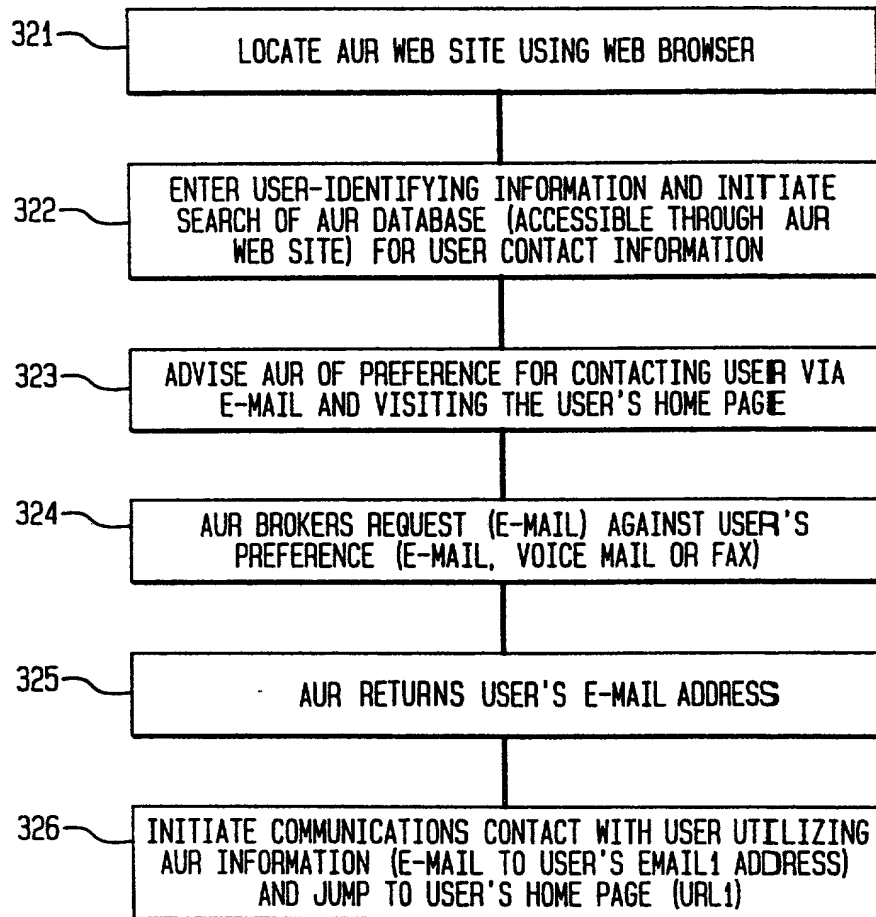 321
LOCATE AUR WEB SITE USING WEB BROWSER
322
ENTER USER-IDENTIFYING INFORMATION AND INITIATE
SEARCH OF AUR DATABASE (ACCESSIBLE THROUGH AUR
WEB SITE) FOR USER CONTACT INFORMATION
323
ADVISE AUR OF PREFERENCE FOR CONTACTING USER VIA
E-MAIL AND VISITING THE USER'S HOME PAGE
324
AUR BROKERS REQUEST (E-MAIL) AGAINST USER'S
PREFERENCE (E-MAIL, VOICE MAIL OR FAX)
325
AUR RETURNS USER'S E-MAIL ADDRESS
326
INITIATE COMMUNICATIONS CONTACT WITH USER UTILIZING
AUR INFORMATION (E-MAIL TO USER'S EMAIL1 ADDRESS)
AND JUMP TO USER'S HOME PAGE (URL1)